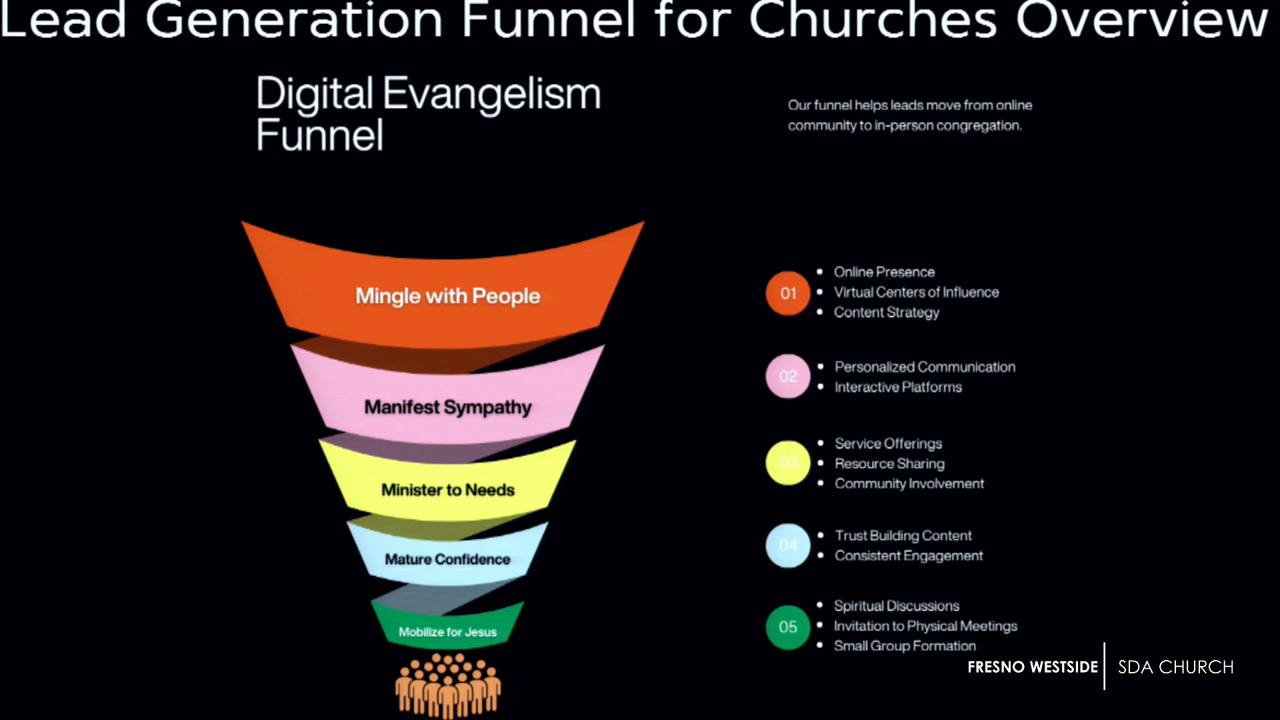 Lead Generation Funnel for Churches Overview
Digital Evangelism
Funnel
Our funnel helps leads move from online
community to in-person congregation.
Mingle with People
Manifest Sympathy
Minister to Needs
Mature Confidence
Mobilize for Jesus
01
Online Presence
Virtual Centers of Influence
Content Strategy
02
Personalized Communication
Interactive Platforms
03
Service Offerings
Resource Sharing
Community Involvement
04
Trust Building Content
Consistent Engagement
05
Spiritual Discussions
Invitation to Physical Meetings
Small Group Formation
FRESNO WESTSIDE | SDA CHURCH